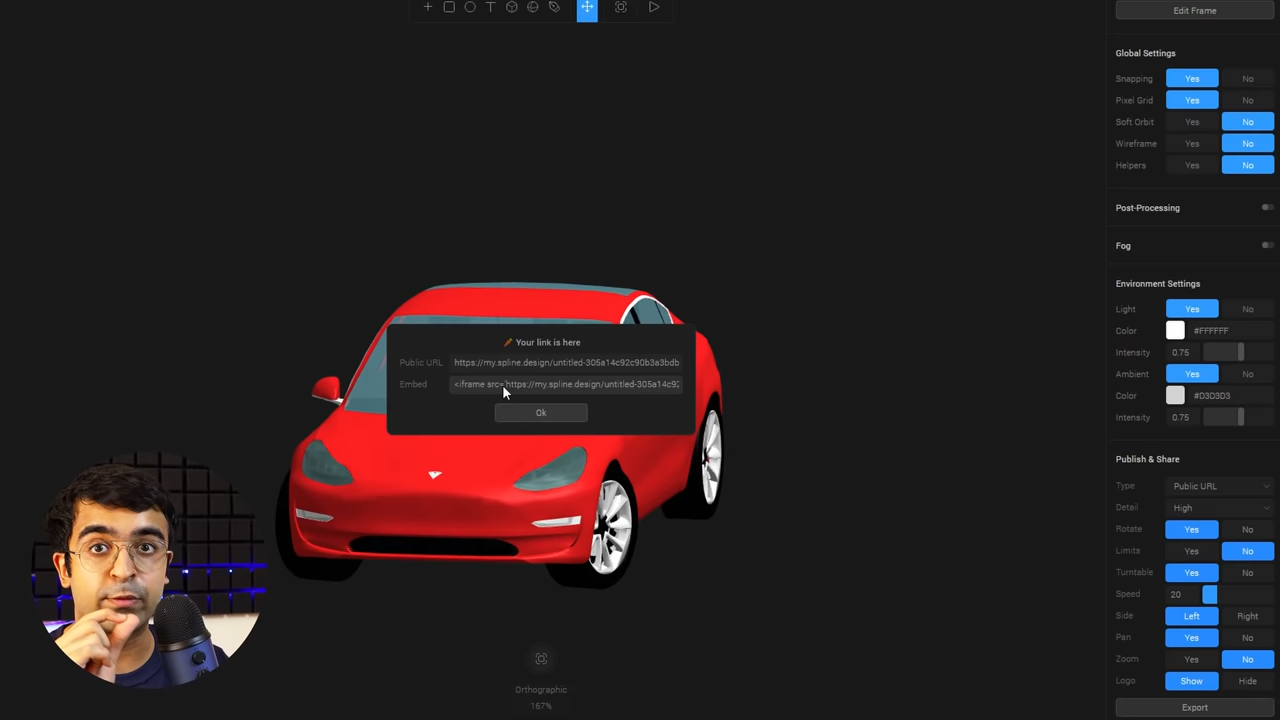 Edit Frame
Global Settings
Snapping Yes No
Pixel Grid Yes No
Soft Orbit Yes No
Wireframe Yes No
Helpers Yes No
Post-Processing
Fog
Environment Settings
Light Yes No
Color #FFFFFF
Intensity 0.75
Ambient Yes No
Color #D3D3D3
Intensity 0.75
Your link is here
Public URL https://my.spline.design/untitled-305a14c92c90b3a3bdb
Embed <iframe src='https://my.spline.design/untitled-305a14c92
Ok
Publish & Share
Type Public URL
Detail High
Rotate Yes No
Limits Yes No
Turntable Yes No
Speed 20
Side Left Right
Pan Yes No
Zoom Yes No
Logo Show Hide
Export
Orthographic
167%